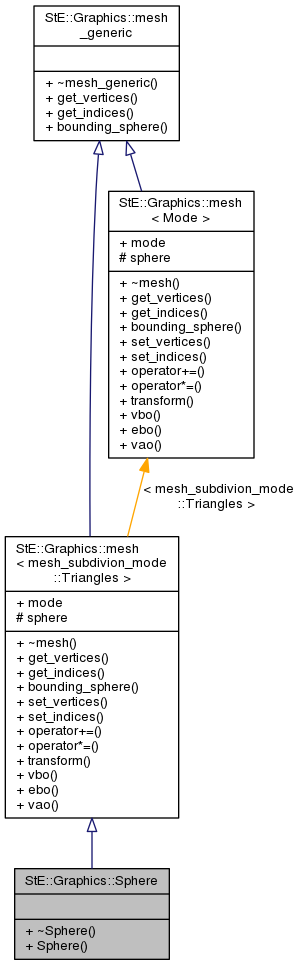 StE::Graphics::mesh
_generic
+ ~mesh_generic()
+ get_vertices()
+ get_indices()
+ bounding_sphere()
StE::Graphics::mesh
< Mode >
+ mode
# sphere
+ ~mesh()
+ get_vertices()
+ get_indices()
+ bounding_sphere()
+ set_vertices()
+ set_indices()
+ operator+=()
+ operator*=()
+ transform()
+ vbo()
+ ebo()
+ vao()
< mesh_subdivion_mode
::Triangles >
StE::Graphics::mesh
< mesh_subdivion_mode
::Triangles >
+ mode
# sphere
+ ~mesh()
+ get_vertices()
+ get_indices()
+ bounding_sphere()
+ set_vertices()
+ set_indices()
+ operator+=()
+ operator*=()
+ transform()
+ vbo()
+ ebo()
+ vao()
StE::Graphics::Sphere
+ ~Sphere()
+ Sphere()